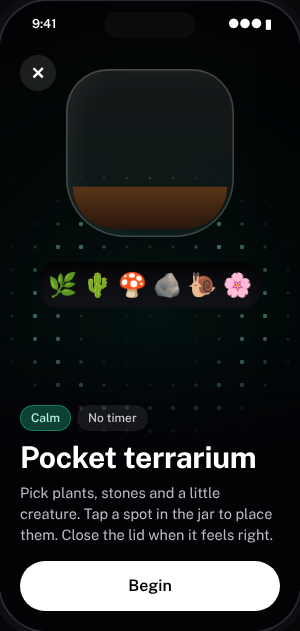 9:41
Calm
No timer
Pocket terrarium
Pick plants, stones and a little
creature. Tap a spot in the jar to place
them. Close the lid when it feels right.
Begin